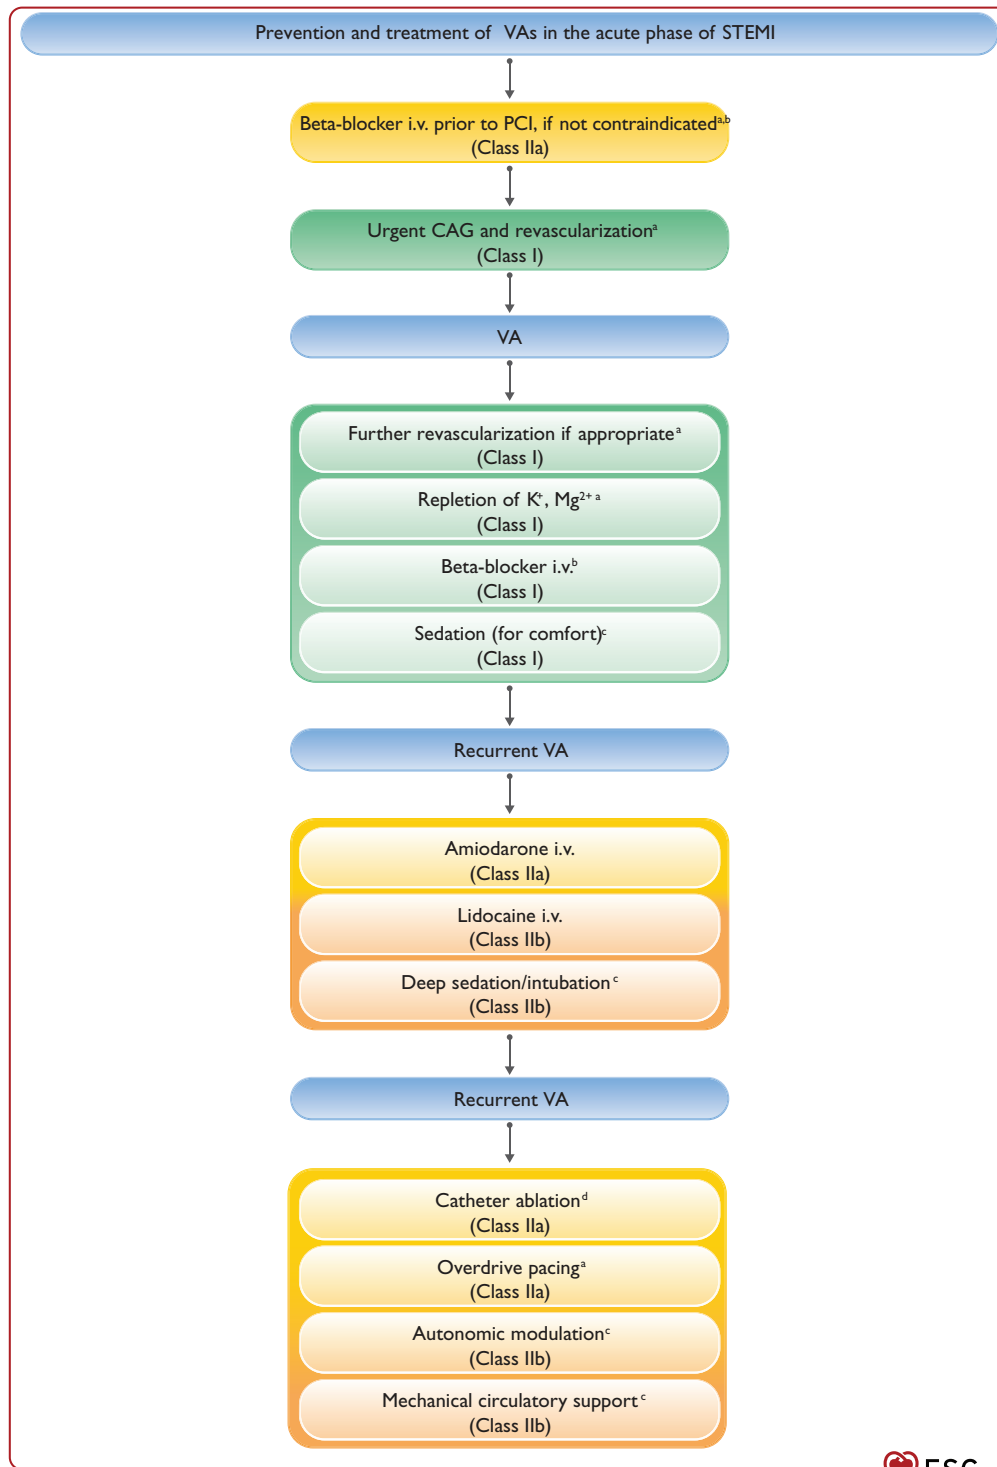 Prevention and treatment of VAs in the acute phase of STEMI
Beta-blocker i.v. prior to PCI, if not contraindicatedᵃ,ᵇ
(Class IIa)
Urgent CAG and revascularizationᵃ
(Class I)
VA
Further revascularization if appropriateᵃ
(Class I)
Repletion of K⁺, Mg²⁺ ᵃ
(Class I)
Beta-blocker i.v.ᵇ
(Class I)
Sedation (for comfort)ᶜ
(Class I)
Recurrent VA
Amiodarone i.v.
(Class IIa)
Lidocaine i.v.
(Class IIb)
Deep sedation/intubationᶜ
(Class IIb)
Recurrent VA
Catheter ablationᵈ
(Class IIa)
Overdrive pacingᵃ
(Class IIa)
Autonomic modulationᶜ
(Class IIb)
Mechanical circulatory supportᶜ
(Class IIb)
ESC